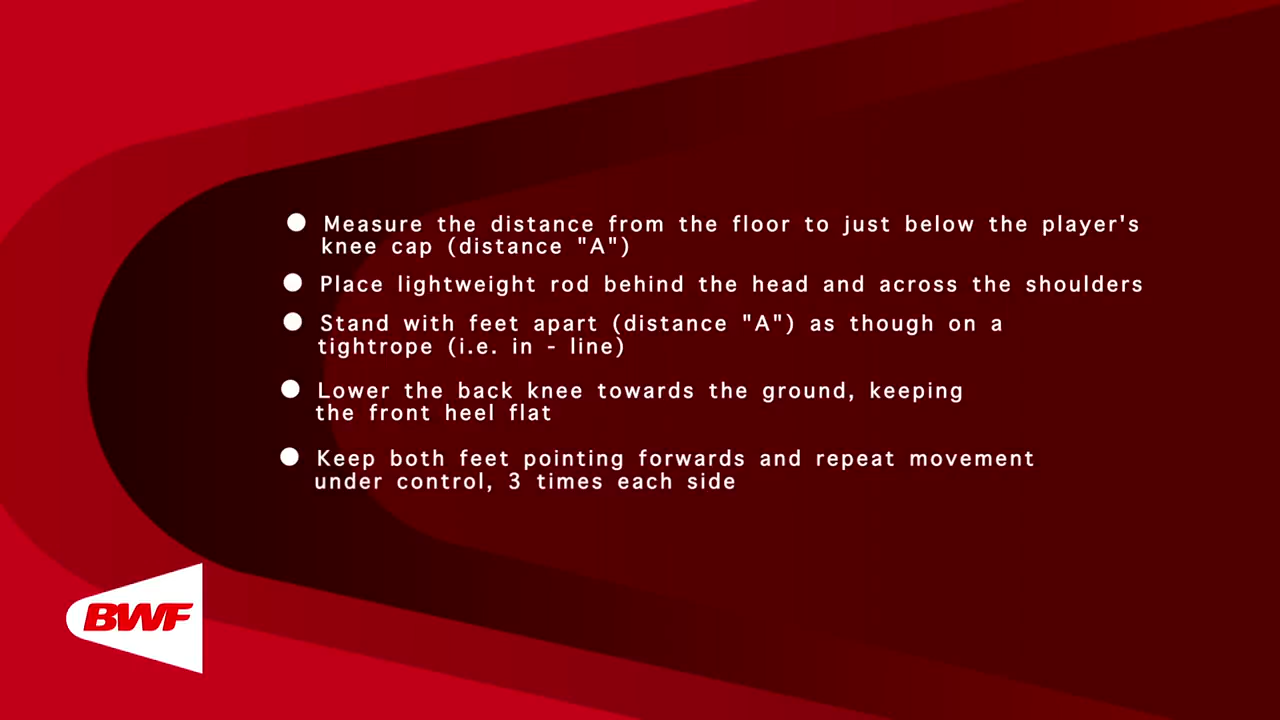 ● Measure the distance from the floor to just below the player's
knee cap (distance "A")
● Place lightweight rod behind the head and across the shoulders
● Stand with feet apart (distance "A") as though on a
tightrope (i.e. in - line)
● Lower the back knee towards the ground, keeping
the front heel flat
● Keep both feet pointing forwards and repeat movement
under control, 3 times each side
BWF